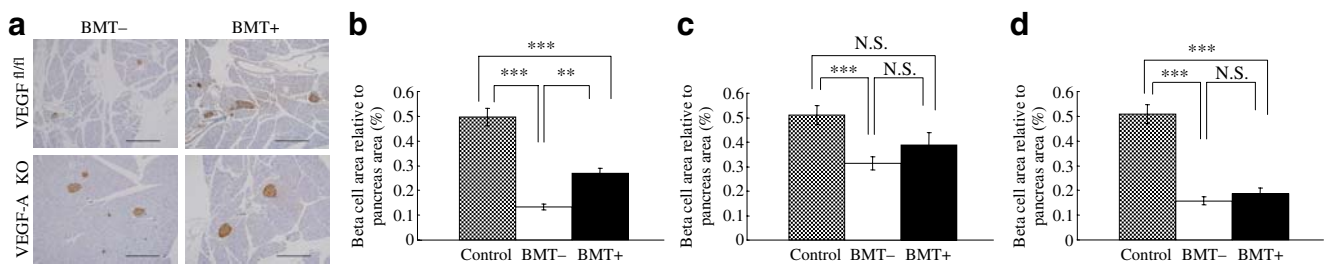 a
BMT–
BMT+
VEGF fl/fl
VEGF-A KO
b
***
***
**
Beta cell area relative to
pancreas area (%)
0.6
0.5
0.4
0.3
0.2
0.1
0
Control
BMT–
BMT+
c
N.S.
***
N.S.
Beta cell area relative to
pancreas area (%)
0.6
0.5
0.4
0.3
0.2
0.1
0
Control
BMT–
BMT+
d
***
***
N.S.
Beta cell area relative to
pancreas area (%)
0.6
0.5
0.4
0.3
0.2
0.1
0
Control
BMT–
BMT+